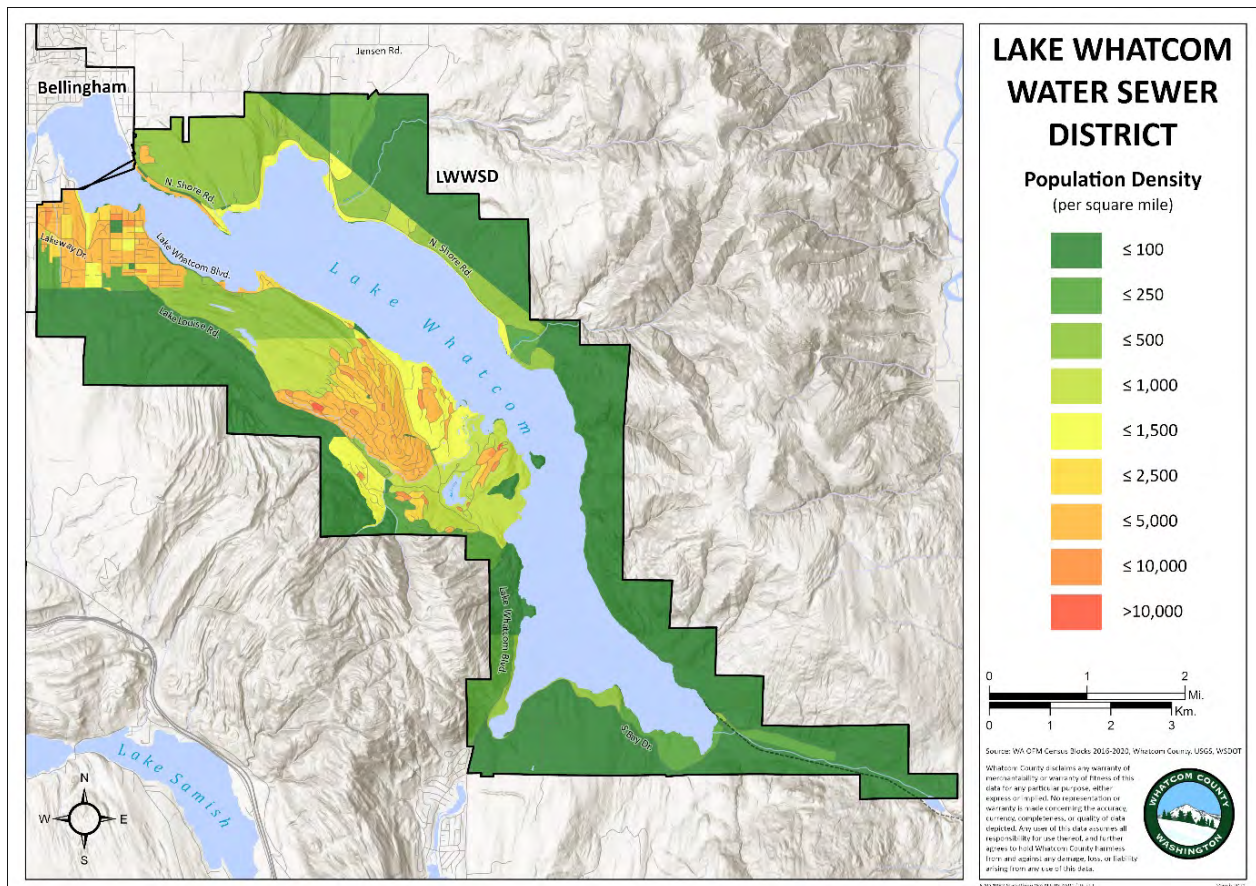 Jensen Rd.
Bellingham
LWWSD
N. Shore Rd.
N. Shore Rd.
Lakeway Dr.
Lake Whatcom Blvd.
Lake Louise Rd.
Lake Whatcom
Lake Whatcom Blvd.
S Bay Dr.
Lake Samish
N
W E
S
LAKE WHATCOM
WATER SEWER
DISTRICT
Population Density
(per square mile)
≤ 100
≤ 250
≤ 500
≤ 1,000
≤ 1,500
≤ 2,500
≤ 5,000
≤ 10,000
>10,000
0 1 2
Mi.
Km.
0 1 2 3
Source: WA OFM Census Blocks 2016-2020, Whatcom County, USGS, WSDOT
Whatcom County disclaims any warranty of
merchantability or warranty of fitness of this
data for any particular purpose, either
express or implied. No representation or
warranty is made concerning the accuracy,
currency, completeness, or quality of data
depicted. Any user of this data assumes all
responsibility for use thereof, and further
agrees to hold Whatcom County harmless
from and against any damage, loss, or liability
arising from any use of this data.
WHATCOM COUNTY
WASHINGTON